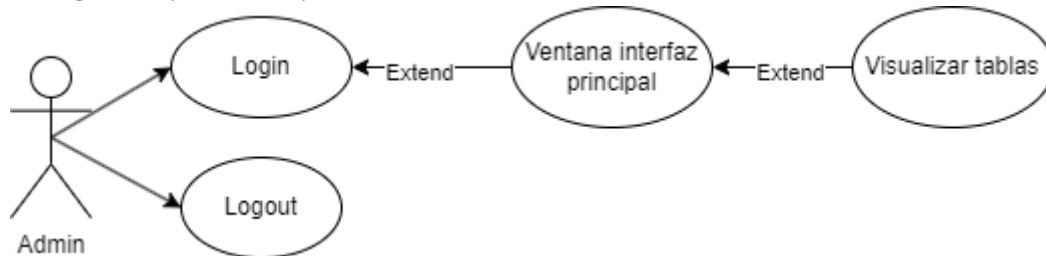 Login
Extend
Ventana interfaz
principal
Extend
Visualizar tablas
Logout
Admin